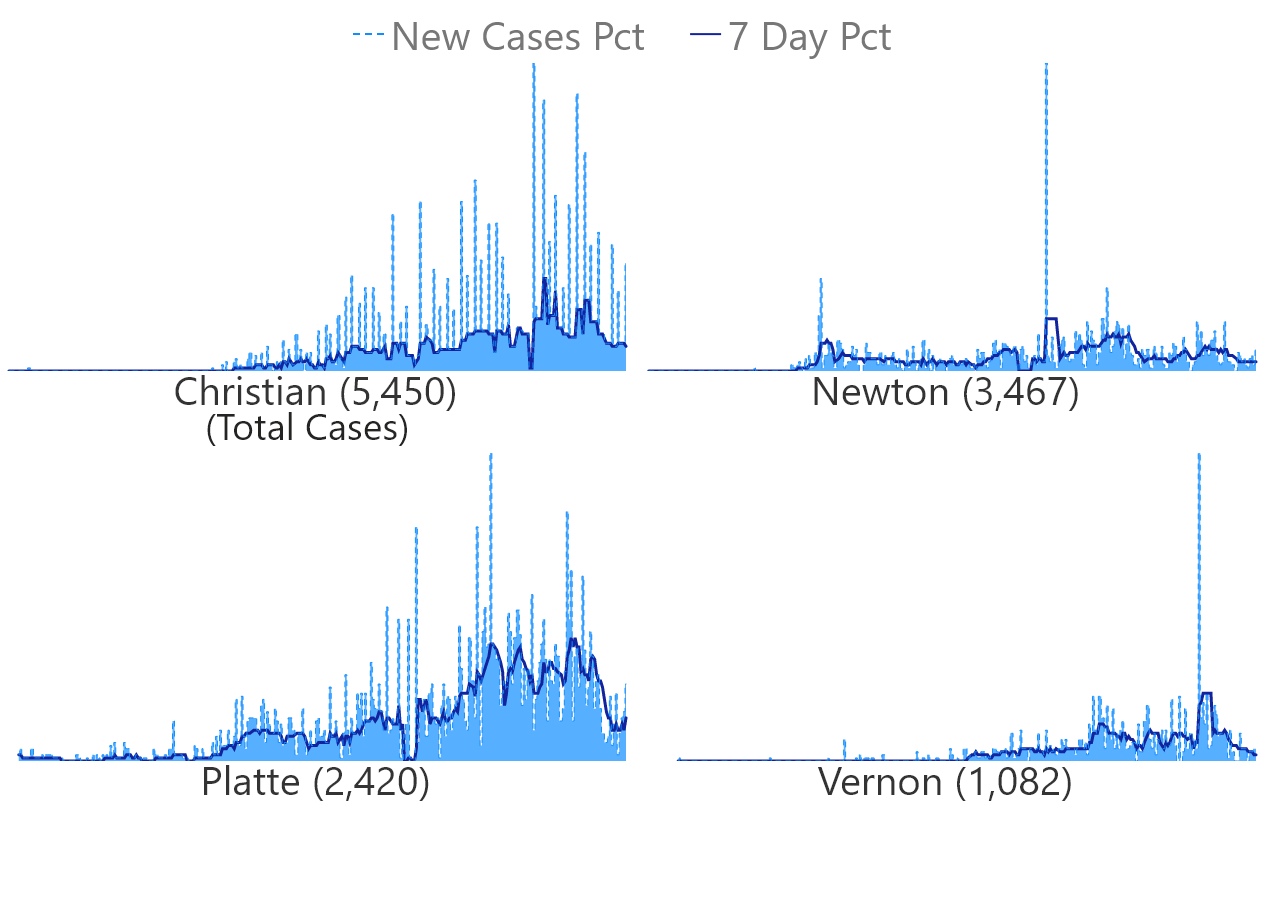 New Cases Pct 7 Day Pct
Christian (5,450)
(Total Cases)
Newton (3,467)
Platte (2,420)
Vernon (1,082)